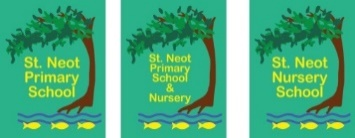 St. Neot
Primary
School
St. Neot
Primary
School
&
Nursery
St. Neot
Nursery
School